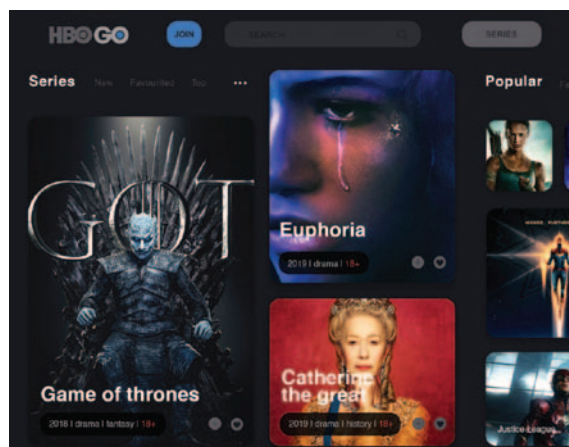 HBO GO
JOIN
SEARCH
SERIES
Series New Favourited Top
GOT
Game of thrones
2018 | drama | fantasy | 18+
Euphoria
2019 | drama | 18+
Catherine
the great
2019 | drama | history | 18+
Popular
Justice League